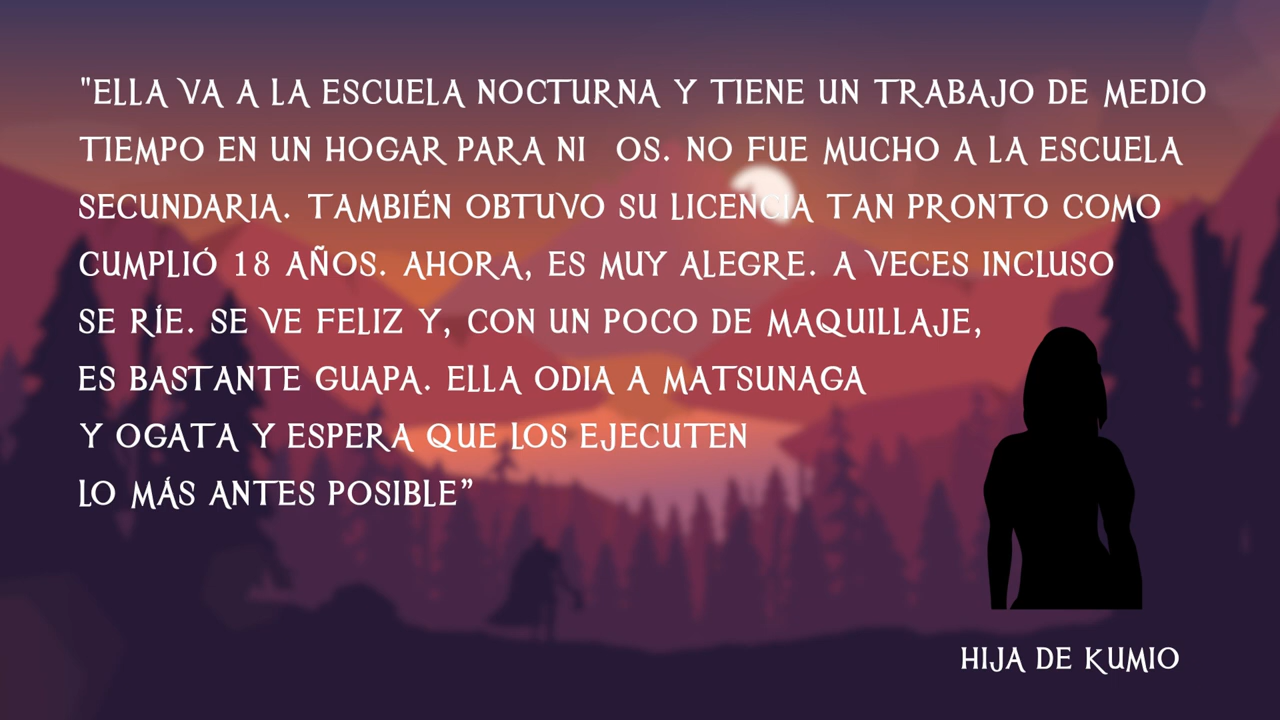 "ELLA VA A LA ESCUELA NOCTURNA Y TIENE UN TRABAJO DE MEDIO
TIEMPO EN UN HOGAR PARA NI OS. NO FUE MUCHO A LA ESCUELA
SECUNDARIA. TAMBIÉN OBTUVO SU LICENCIA TAN PRONTO COMO
CUMPLIÓ 18 AÑOS. AHORA, ES MUY ALEGRE. A VECES INCLUSO
SE RÍE. SE VE FELIZ Y, CON UN POCO DE MAQUILLAJE,
ES BASTANTE GUAPA. ELLA ODIA A MATSUNAGA
Y OGATA Y ESPERA QUE LOS EJECUTEN
LO MÁS ANTES POSIBLE”
HIJA DE KUMIO